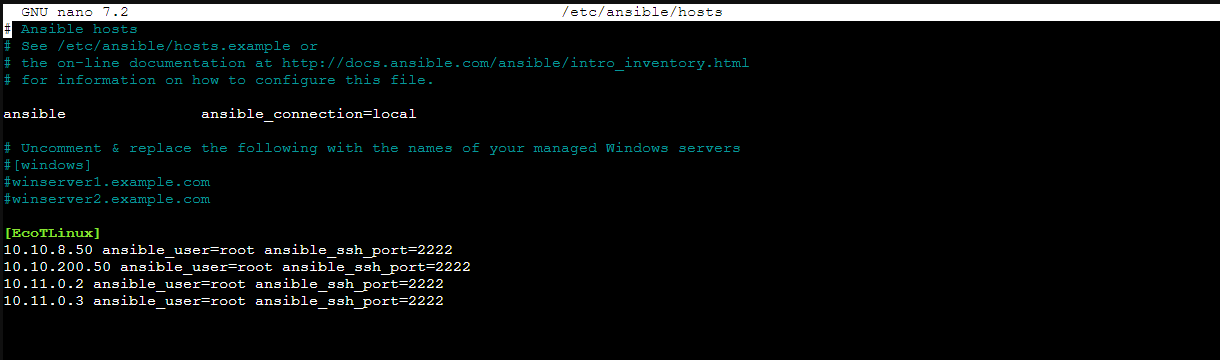 GNU nano 7.2 /etc/ansible/hosts
# Ansible hosts
# See /etc/ansible/hosts.example or
# the on-line documentation at http://docs.ansible.com/ansible/intro_inventory.html
# for information on how to configure this file.
ansible ansible_connection=local
# Uncomment & replace the following with the names of your managed Windows servers
#[windows]
#winserver1.example.com
#winserver2.example.com
[EcoTLinux]
10.10.8.50 ansible_user=root ansible_ssh_port=2222
10.10.200.50 ansible_user=root ansible_ssh_port=2222
10.11.0.2 ansible_user=root ansible_ssh_port=2222
10.11.0.3 ansible_user=root ansible_ssh_port=2222